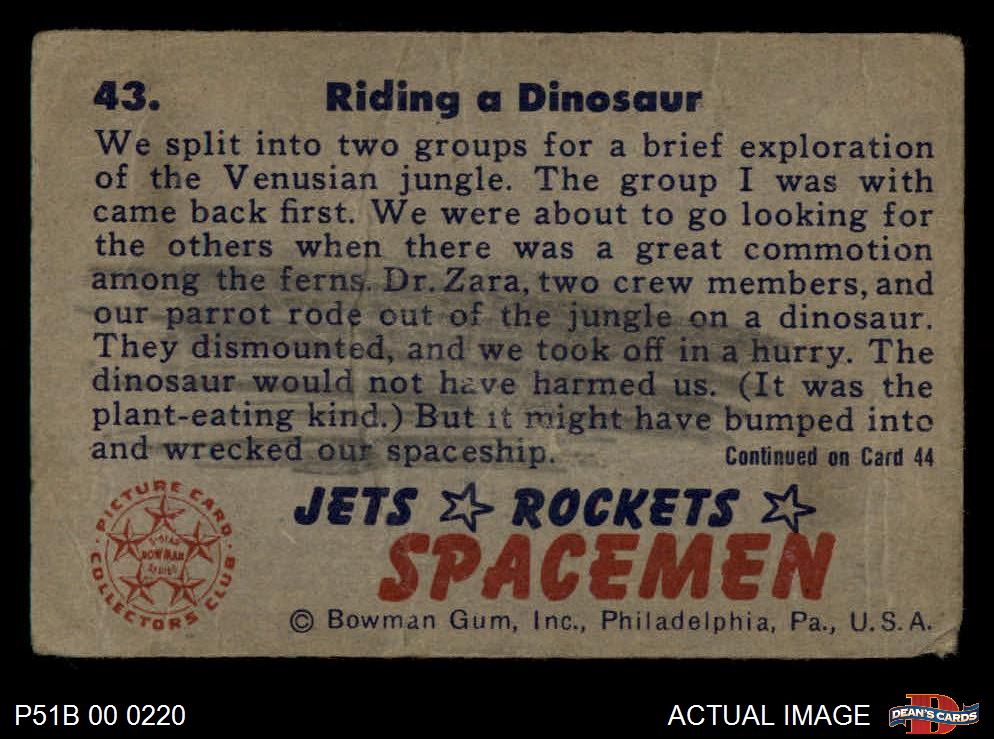 43. Riding a Dinosaur
We split into two groups for a brief exploration
of the Venusian jungle. The group I was with
came back first. We were about to go looking for
the others when there was a great commotion
among the ferns. Dr. Zara, two crew members, and
our parrot rode out of the jungle on a dinosaur.
They dismounted, and we took off in a hurry. The
dinosaur would not have harmed us. (It was the
plant-eating kind.) But it might have bumped into
and wrecked our spaceship. Continued on Card 44
PICTURE CARD
COLLECTORS CLUB
5-STAR
BOWMAN
SERIES
JETS ☆ ROCKETS ☆
SPACEMEN
© Bowman Gum, Inc., Philadelphia, Pa., U.S.A.
P51B 00 0220
ACTUAL IMAGE
DEAN'S CARDS